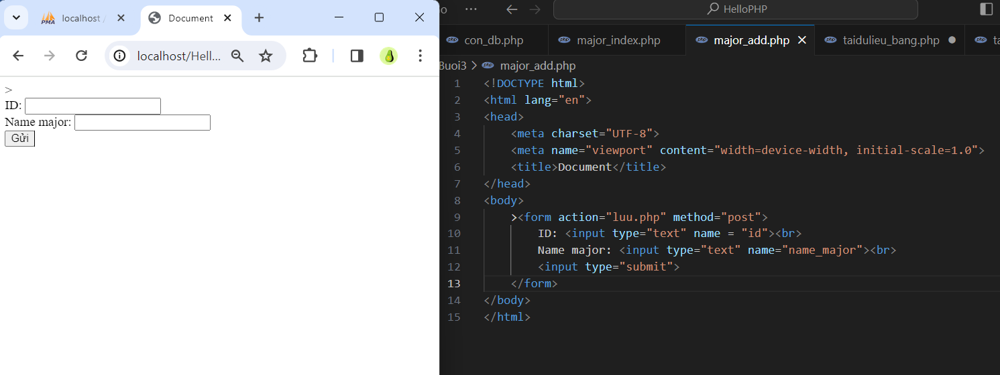 PMA localhost / Document
localhost/Hell...
>
ID:
Name major:
Gửi
HelloPHP
con_db.php major_index.php major_add.php taidulieu_bang.php
Buoi3 > major_add.php
1 <!DOCTYPE html>
2 <html lang="en">
3 <head>
4 <meta charset="UTF-8">
5 <meta name="viewport" content="width=device-width, initial-scale=1.0">
6 <title>Document</title>
7 </head>
8 <body>
9 ><form action="luu.php" method="post">
10 ID: <input type="text" name = "id"><br>
11 Name major: <input type="text" name="name_major"><br>
12 <input type="submit">
13 </form>
14 </body>
15 </html>